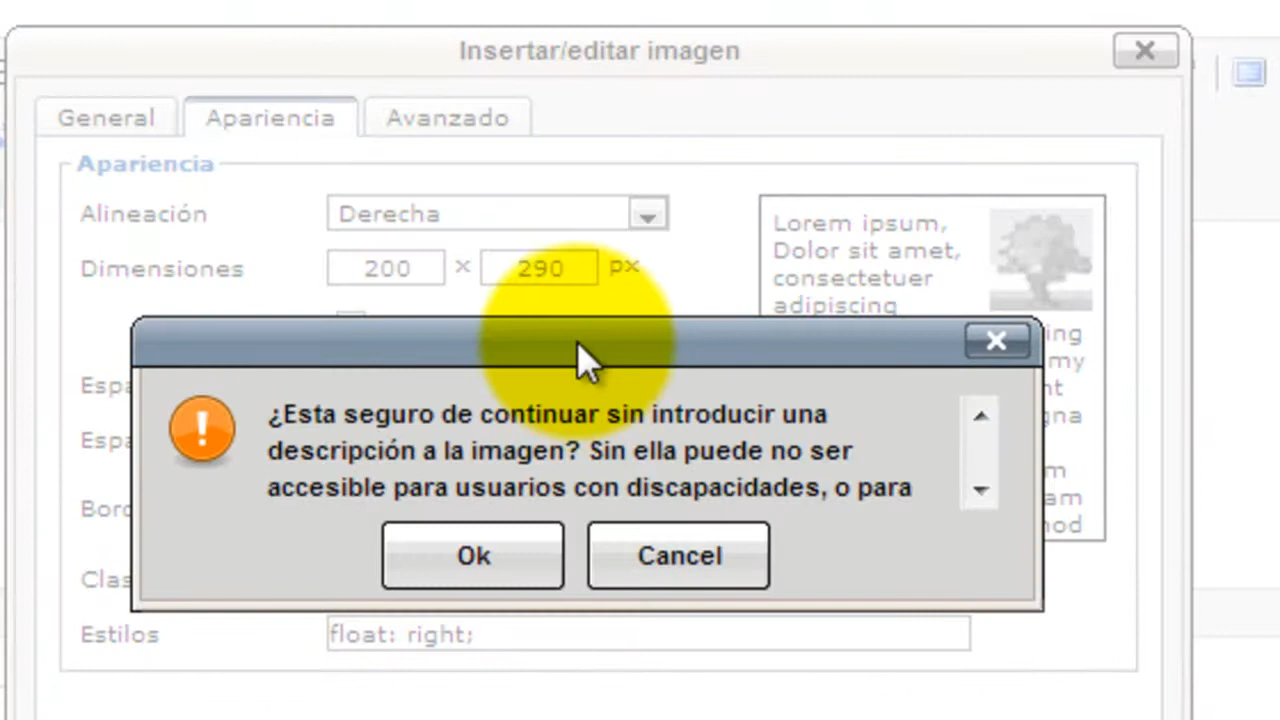 Insertar/editar imagen
General
Apariencia
Avanzado
Apariencia
Alineación
Derecha
Dimensiones
200
×
290
px
Lorem ipsum,
Dolor sit amet,
consectetuer
adipiscing
¿Esta seguro de continuar sin introducir una
descripción a la imagen? Sin ella puede no ser
accesible para usuarios con discapacidades, o para
Ok
Cancel
Estilos
float: right;